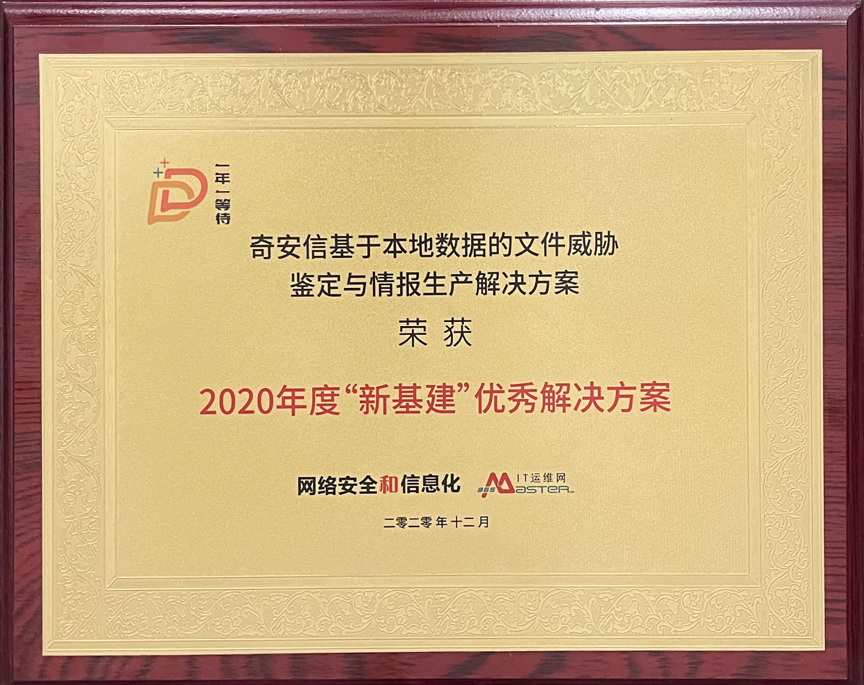 一年一等待
奇安信基于本地数据的文件威胁
鉴定与情报生产解决方案
荣获
2020年度“新基建”优秀解决方案
网络安全和信息化
365 Master IT运维网
二零二零年十二月